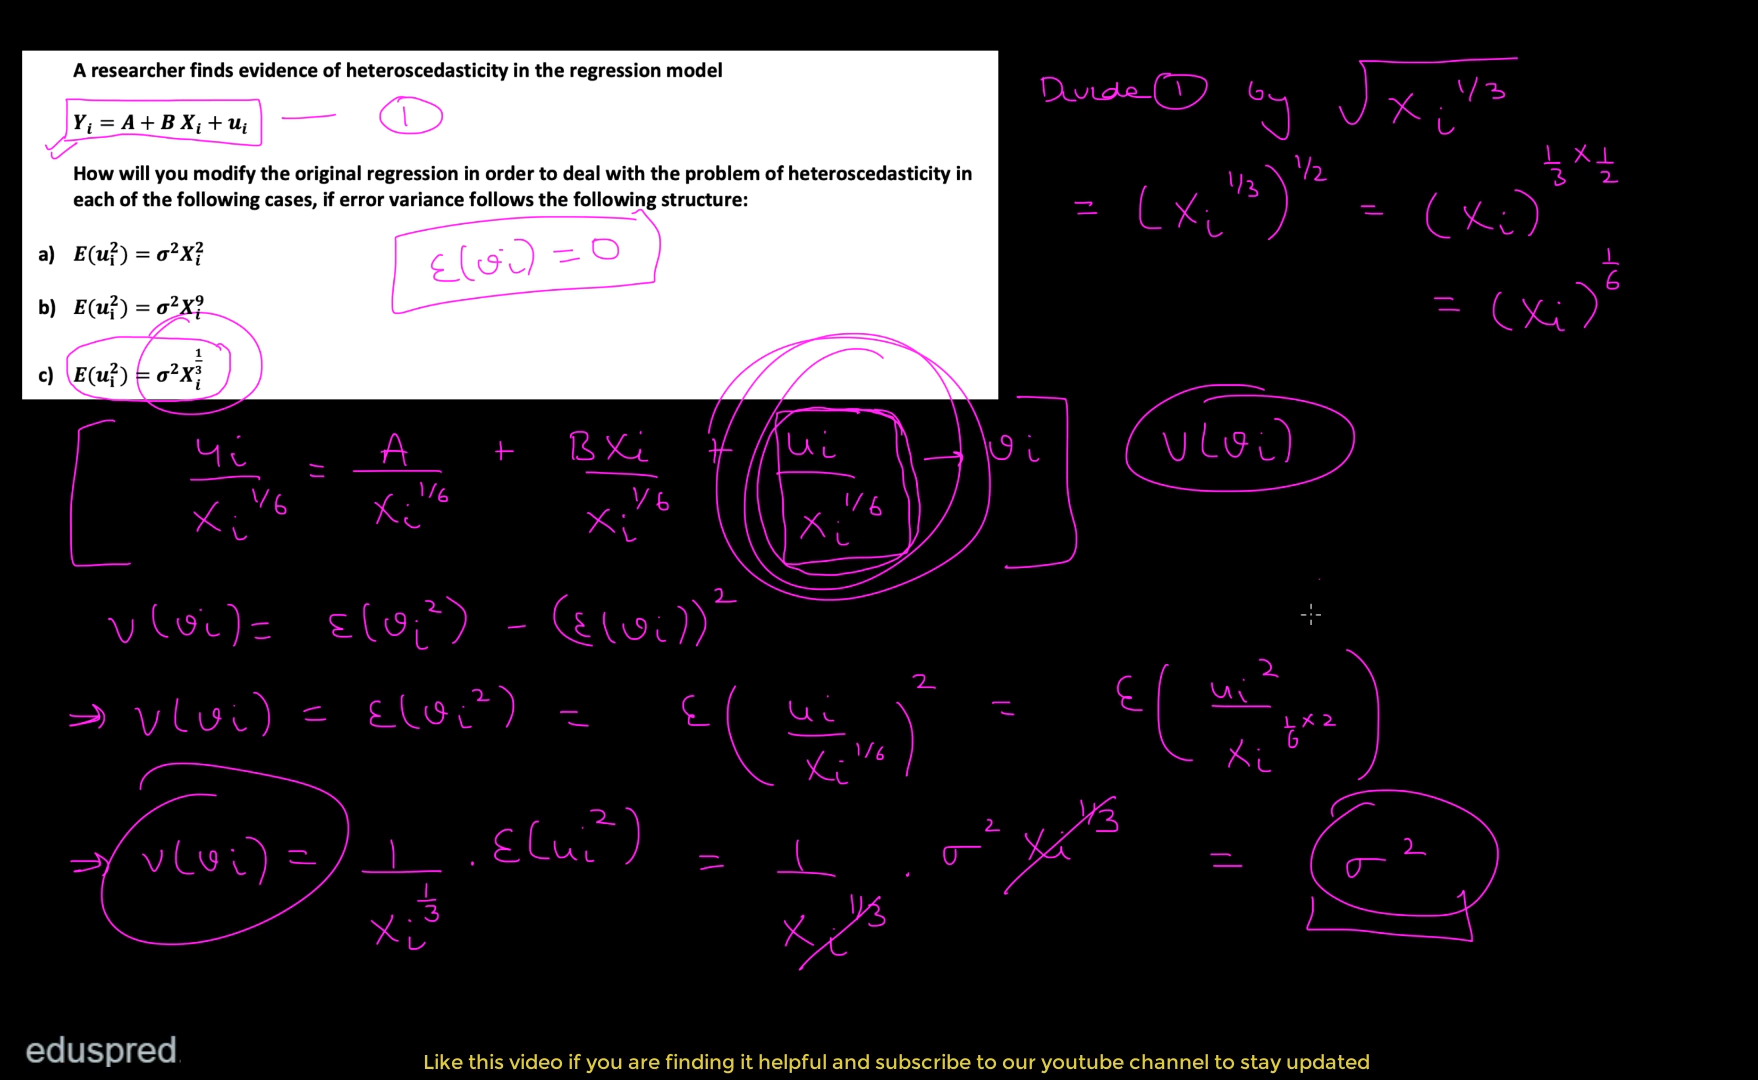 A researcher finds evidence of heteroscedasticity in the regression model
Yᵢ = A + B Xᵢ + uᵢ — ①
How will you modify the original regression in order to deal with the problem of heteroscedasticity in
each of the following cases, if error variance follows the following structure:
a) E(uᵢ²) = σ²Xᵢ²
b) E(uᵢ²) = σ²Xᵢ⁹
c) E(uᵢ²) = σ²Xᵢ^(1/3)
ε(vᵢ) = 0
Divide ① by √(xᵢ^(1/3))
= (xᵢ^(1/3))^(1/2) = (xᵢ)^(1/3 × 1/2)
= (xᵢ)^(1/6)
[ yᵢ/xᵢ^(1/6) = A/xᵢ^(1/6) + Bxᵢ/xᵢ^(1/6) + uᵢ/xᵢ^(1/6) → vᵢ ] V(vᵢ)
V(vᵢ) = ε(vᵢ²) − (ε(vᵢ))²
⇒ V(vᵢ) = ε(vᵢ²) = ε(uᵢ/xᵢ^(1/6))² = ε(uᵢ²/xᵢ^(1/6 × 2))
⇒ V(vᵢ) = 1/xᵢ^(1/3) . ε(uᵢ²) = 1/xᵢ^(1/3) . σ² xᵢ^(1/3) = σ²
eduspred
Like this video if you are finding it helpful and subscribe to our youtube channel to stay updated